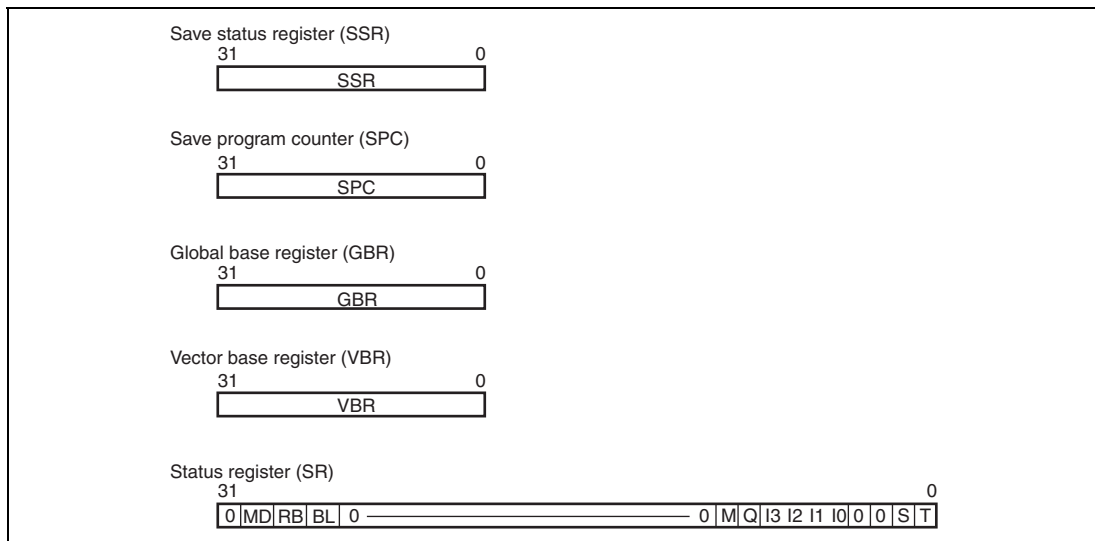 Save status register (SSR)
31 0
SSR
Save program counter (SPC)
31 0
SPC
Global base register (GBR)
31 0
GBR
Vector base register (VBR)
31 0
VBR
Status register (SR)
31 0
0 MD RB BL 0 0 M Q I3 I2 I1 I0 0 0 S T